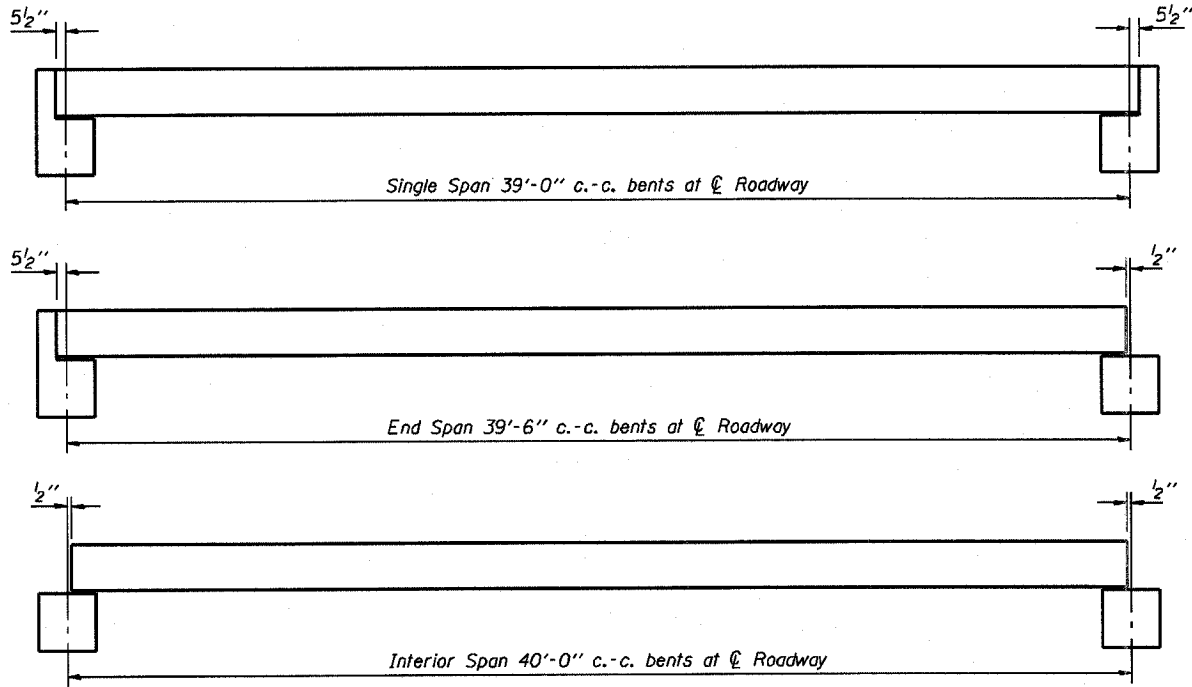 5½" 5½"
Single Span 39'-0" c.-c. bents at ℄ Roadway
5½" ½"
End Span 39'-6" c.-c. bents at ℄ Roadway
½" ½"
Interior Span 40'-0" c.-c. bents at ℄ Roadway